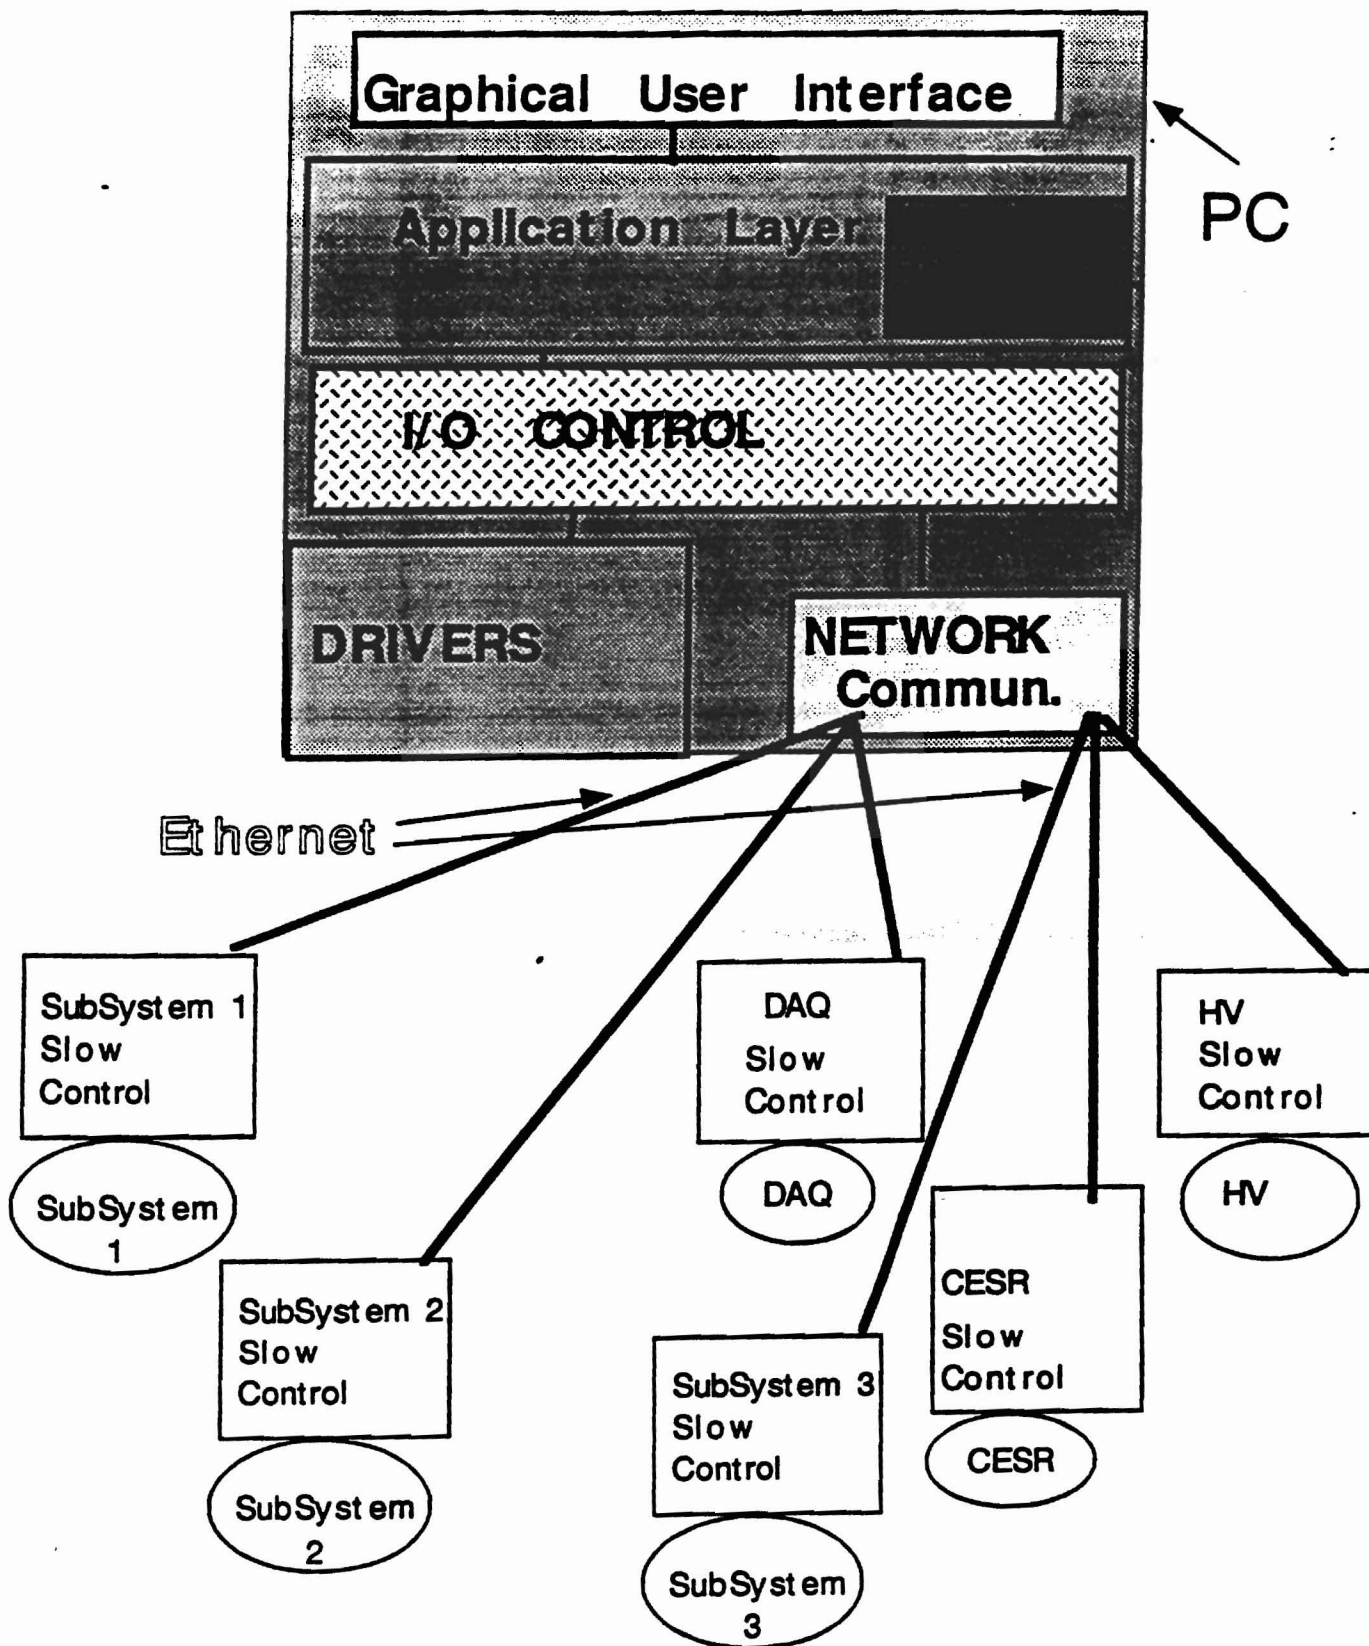 Graphical User Interface
PC
Application Layer
I/O CONTROL
DRIVERS
NETWORK
Commun.
Ethernet
SubSystem 1
Slow
Control
SubSystem
1
SubSystem 2
Slow
Control
SubSystem
2
DAQ
Slow
Control
DAQ
SubSystem 3
Slow
Control
SubSystem
3
CESR
Slow
Control
CESR
HV
Slow
Control
HV